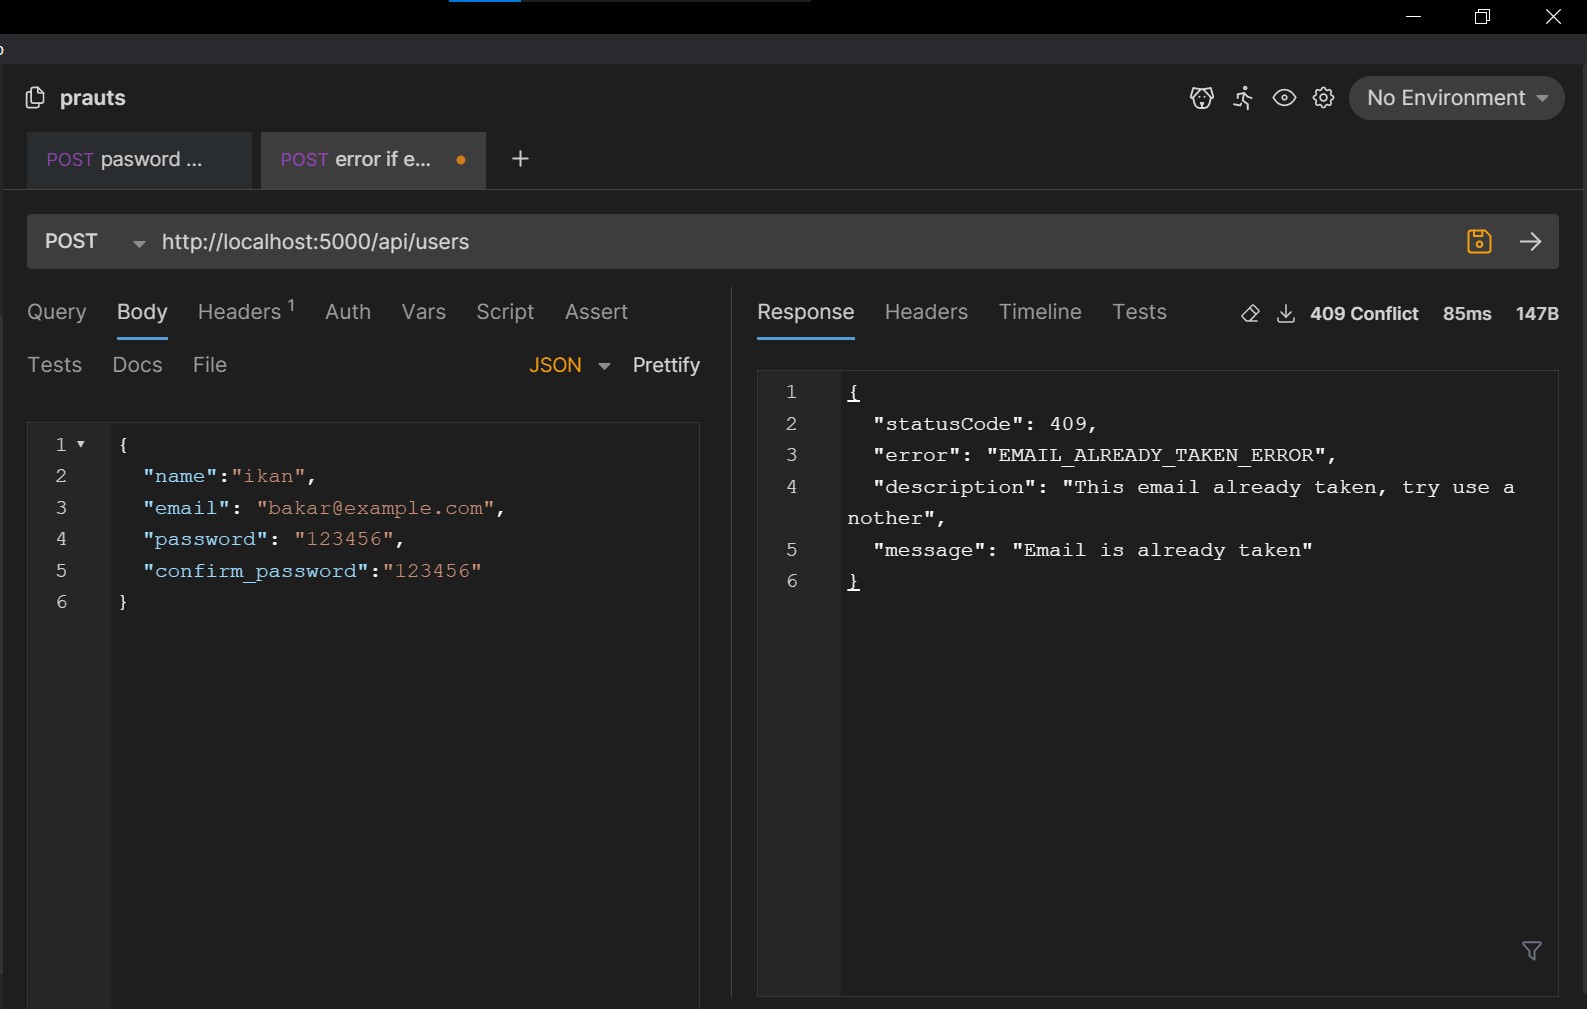 prauts
No Environment
POST pasword ...
POST error if e...
+
POST http://localhost:5000/api/users
Query Body Headers 1 Auth Vars Script Assert
Tests Docs File JSON Prettify
1 {
2 "name":"ikan",
3 "email": "bakar@example.com",
4 "password": "123456",
5 "confirm_password":"123456"
6 }
Response Headers Timeline Tests 409 Conflict 85ms 147B
1 {
2 "statusCode": 409,
3 "error": "EMAIL_ALREADY_TAKEN_ERROR",
4 "description": "This email already taken, try use a
nother",
5 "message": "Email is already taken"
6 }